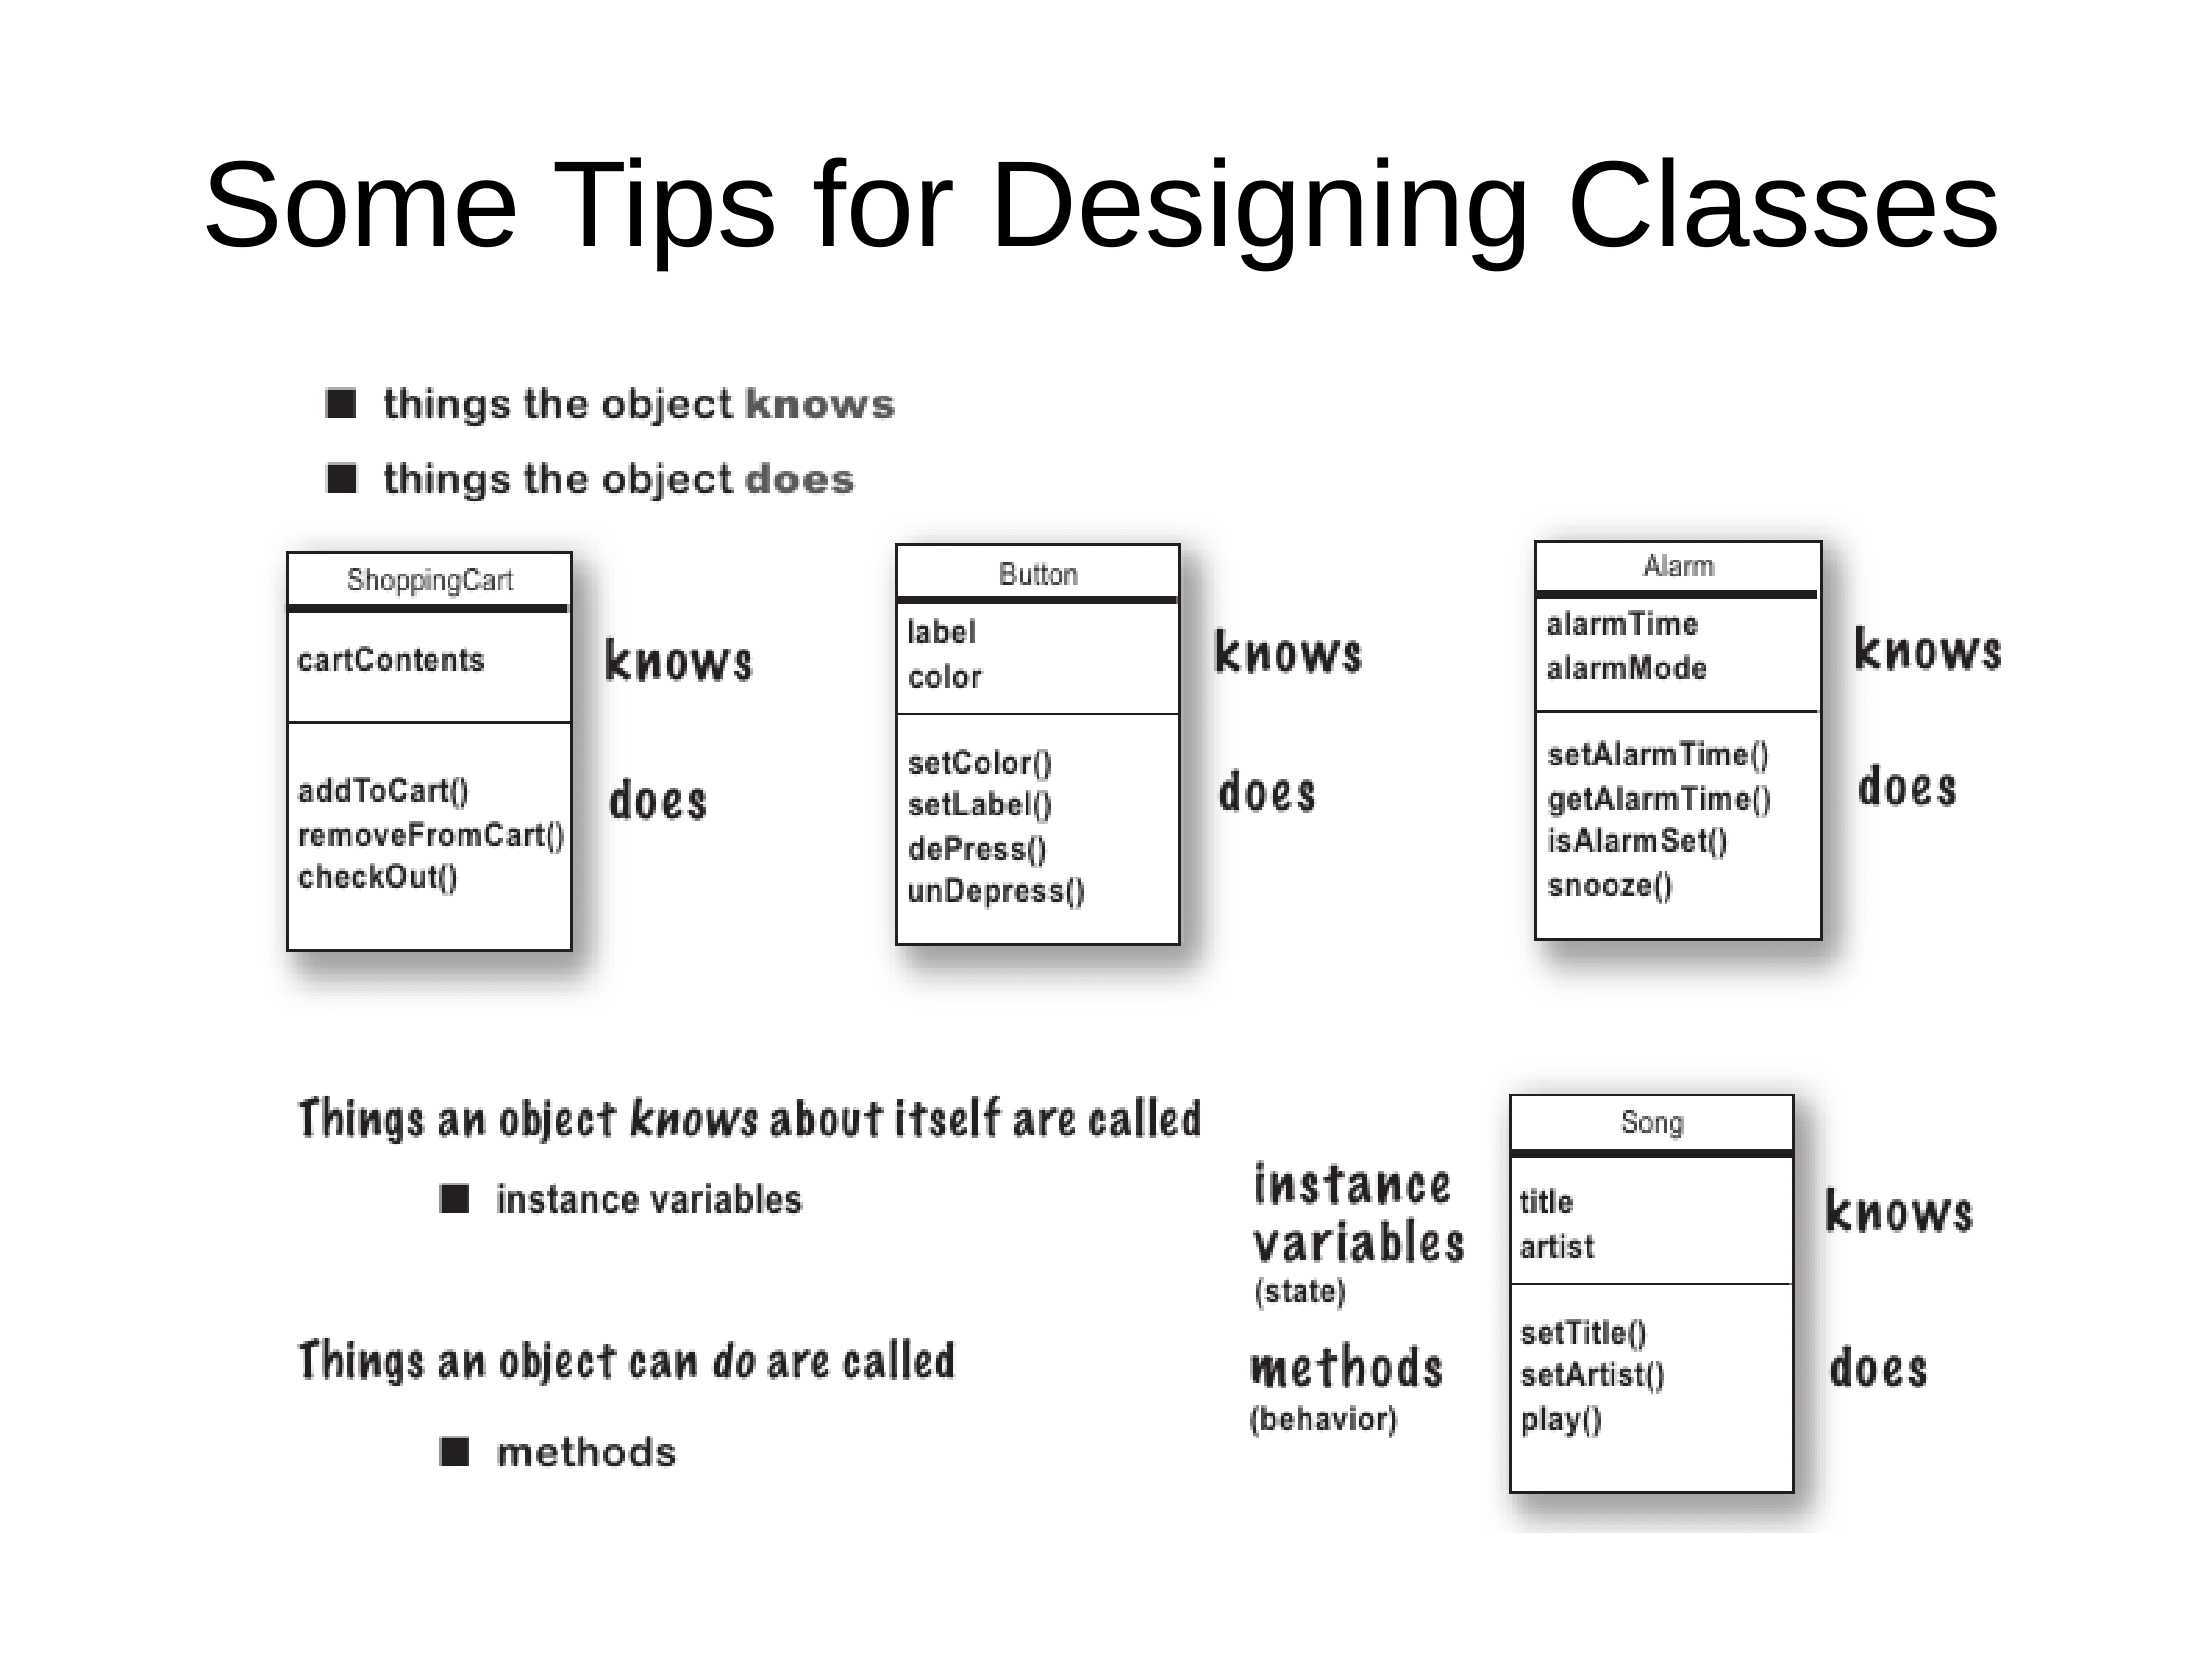 Some Tips for Designing Classes
■ things the object knows
■ things the object does
ShoppingCart
cartContents
addToCart()
removeFromCart()
checkOut()
knows
does
Button
label
color
setColor()
setLabel()
dePress()
unDepress()
knows
does
Alarm
alarmTime
alarmMode
setAlarmTime()
getAlarmTime()
isAlarmSet()
snooze()
knows
does
Things an object knows about itself are called
■ instance variables
Things an object can do are called
■ methods
instance
variables
(state)
methods
(behavior)
Song
title
artist
setTitle()
setArtist()
play()
knows
does